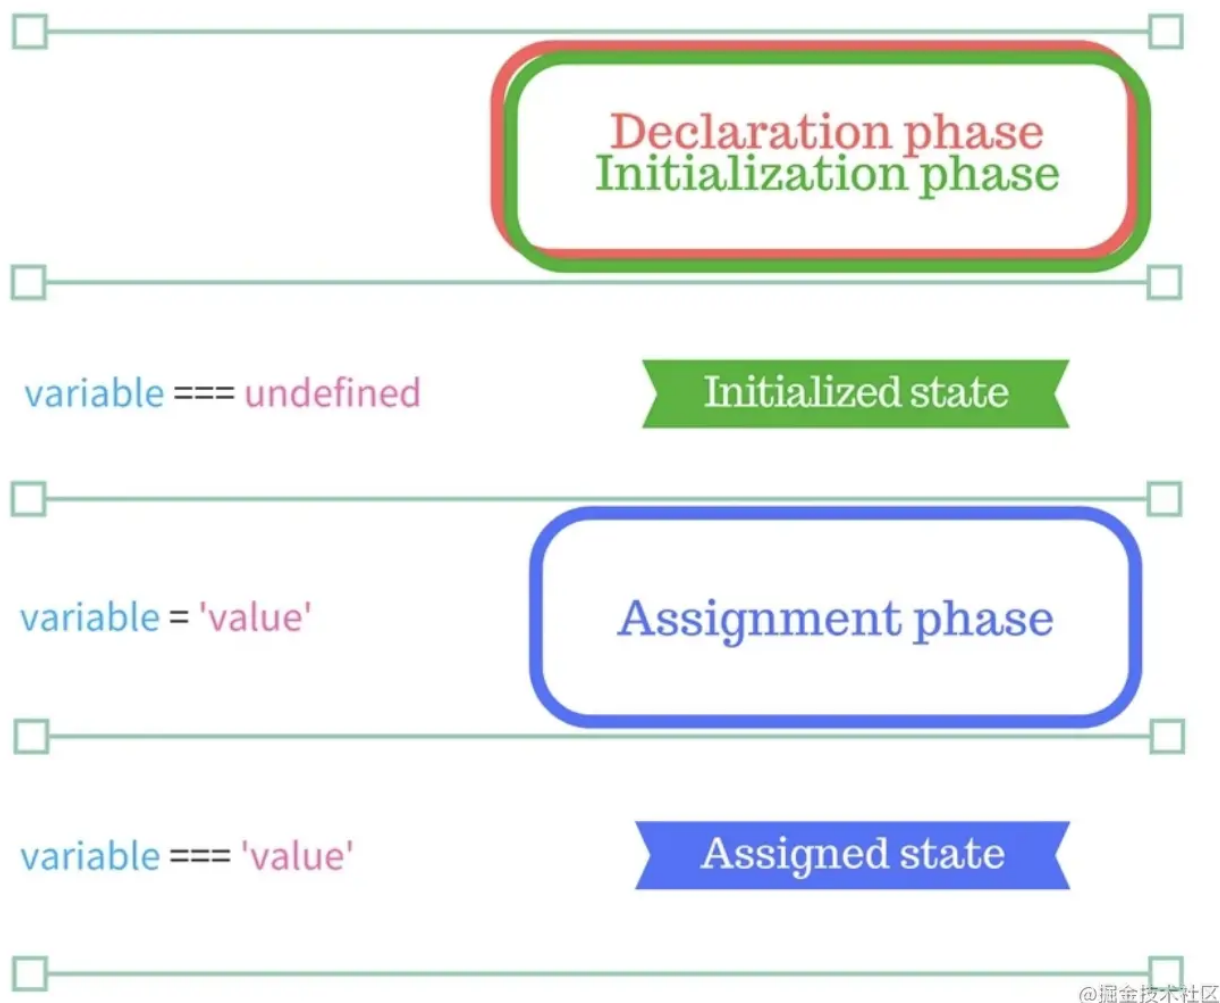 Declaration phase
Initialization phase
variable === undefined
Initialized state
variable = 'value'
Assignment phase
variable === 'value'
Assigned state
@掘金技术社区